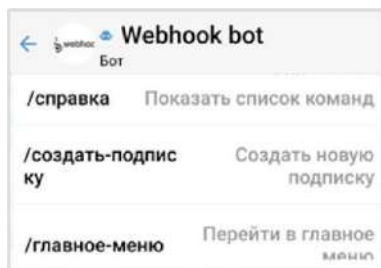 Webhook bot
Бот
/справка Показать список команд
/создать-подпис Создать новую
ку подписку
/главное-меню Перейти в главное
меню